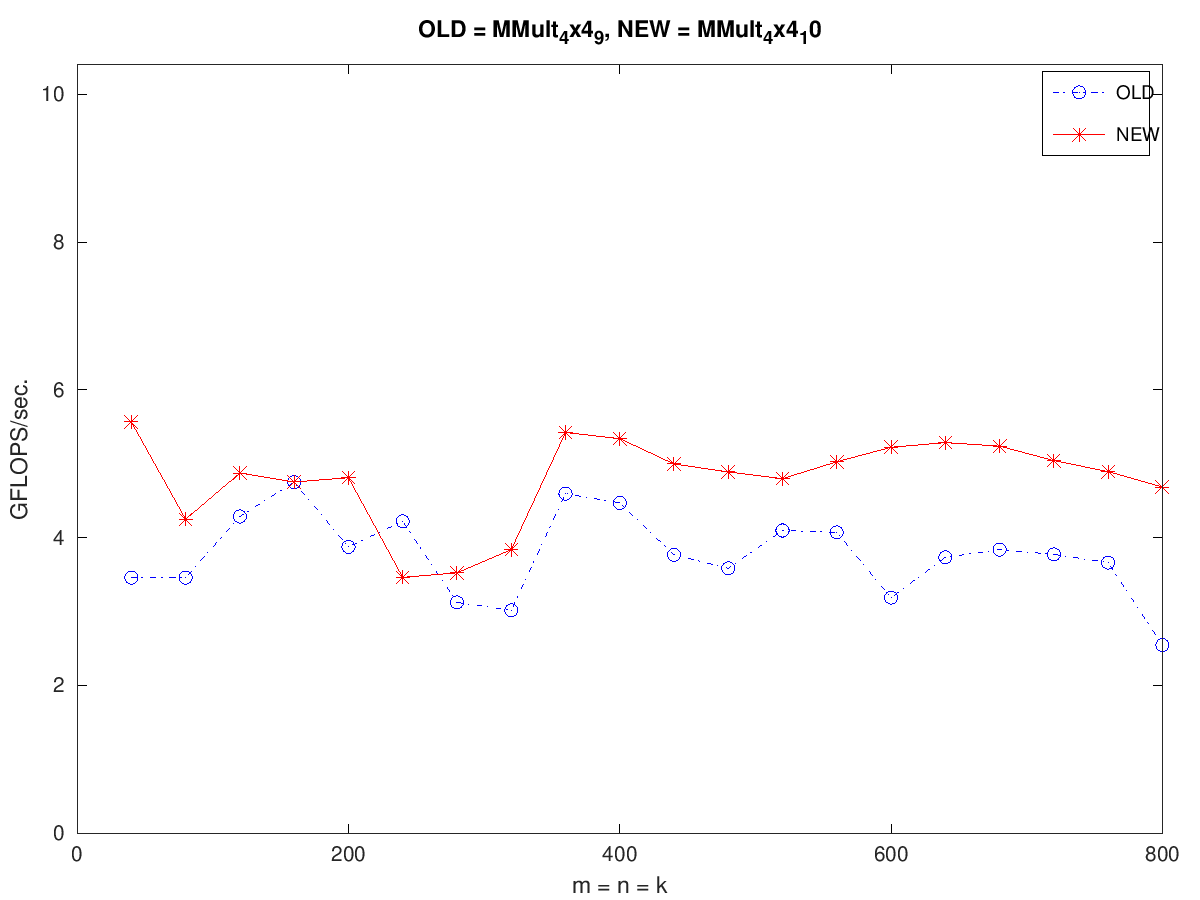 OLD = MMult4x49, NEW = MMult4x410
10
8
6
4
2
0
GFLOPS/sec.
0 200 400 600 800
m = n = k
OLD
NEW